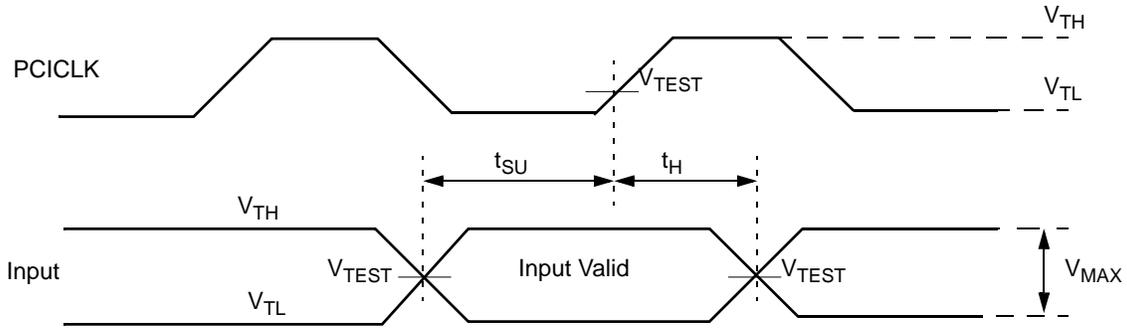 V_TH
PCICLK
V_TEST
V_TL
t_SU
t_H
V_TH
Input
V_TEST
Input Valid
V_TEST
V_MAX
V_TL